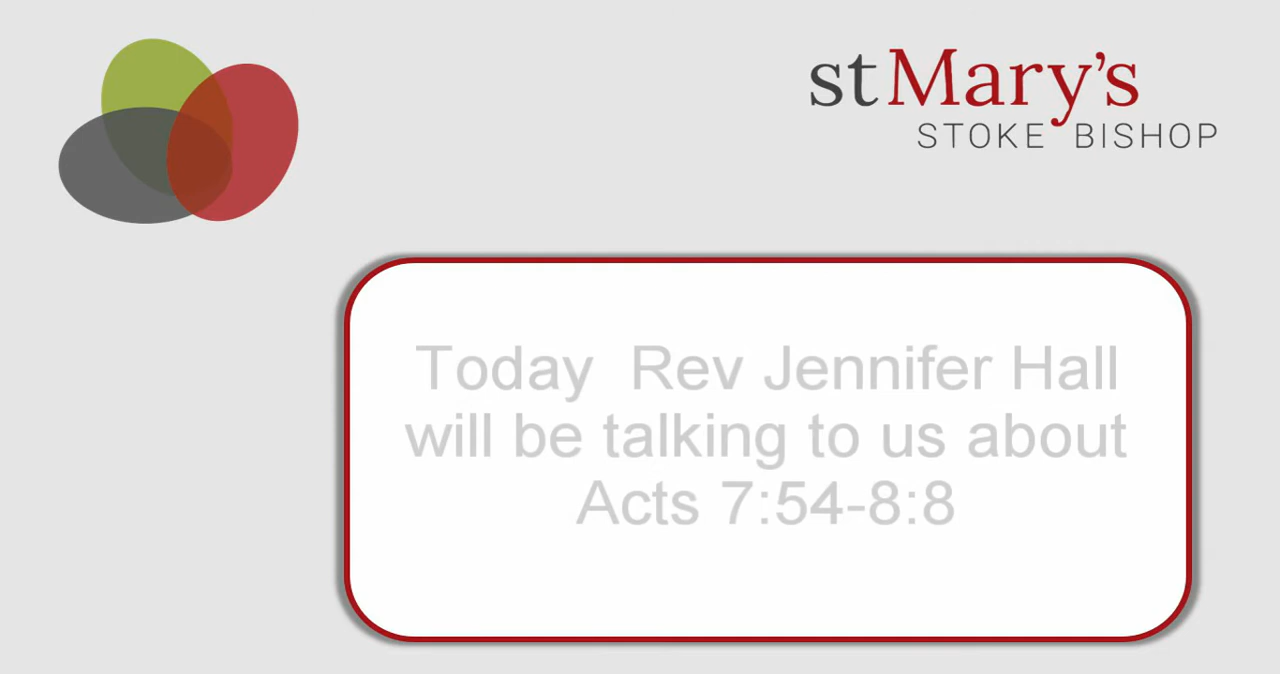 stMary's
STOKE BISHOP
Today  Rev Jennifer Hall
will be talking to us about
Acts 7:54-8:8